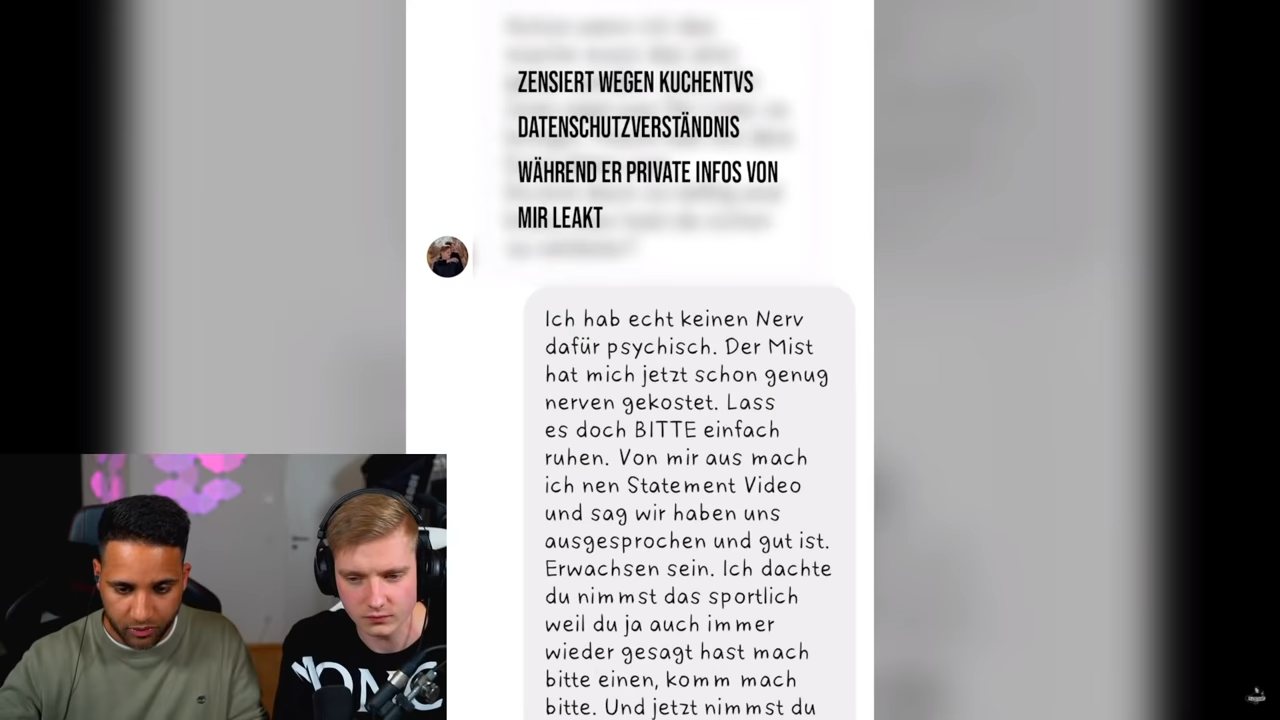 ZENSIERT WEGEN KUCHENTVS
DATENSCHUTZVERSTÄNDNIS
WÄHREND ER PRIVATE INFOS VON
MIR LEAKT
Ich hab echt keinen Nerv
dafür psychisch. Der Mist
hat mich jetzt schon genug
nerven gekostet. Lass
es doch BITTE einfach
ruhen. Von mir aus mach
ich nen Statement Video
und sag wir haben uns
ausgesprochen und gut ist.
Erwachsen sein. Ich dachte
du nimmst das sportlich
weil du ja auch immer
wieder gesagt hast mach
bitte einen, komm mach
bitte. Und jetzt nimmst du